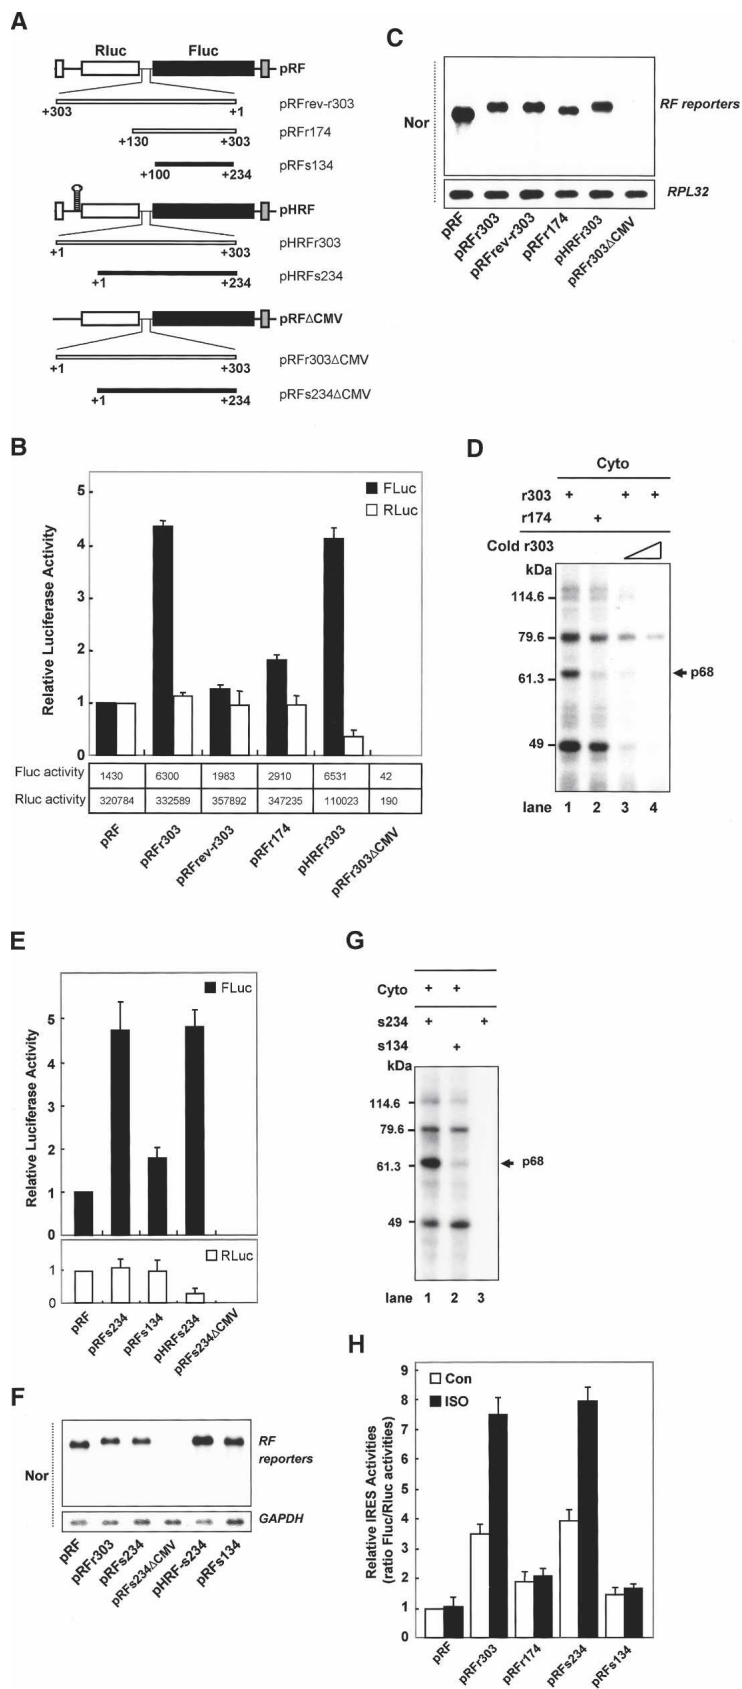 A
Rluc Fluc
pRF
+303 +1 pRFrev-r303
+130 +303 pRFr174
+100 +234 pRFs134
pHRF
+1 +303 pHRFr303
+1 +234 pHRFs234
pRFΔCMV
+1 +303 pRFr303ΔCMV
+1 +234 pRFs234ΔCMV
C
Nor
RF reporters
RPL32
pRF pRFr303 pRFrev-r303 pRFr174 pHRFr303 pRFr303ΔCMV
B
Relative Luciferase Activity
5
4
3
2
1
0
FLuc
RLuc
Fluc activity 1430 6300 1983 2910 6531 42
Rluc activity 320784 332589 357892 347235 110023 190
pRF pRFr303 pRFrev-r303 pRFr174 pHRFr303 pRFr303ΔCMV
D
Cyto
r303 + + +
r174 +
Cold r303
kDa
114.6
79.6
61.3
49
p68
lane 1 2 3 4
E
Relative Luciferase Activity
5
4
3
2
1
0
FLuc
1
0
RLuc
pRF pRFs234 pRFs134 pHRFs234 pRFs234ΔCMV
G
Cyto + +
s234 + +
s134 +
kDa
114.6
79.6
61.3
49
p68
lane 1 2 3
F
Nor
RF
reporters
GAPDH
pRF pRFr303 pRFs234 pRFs234ΔCMV pHRF-s234 pRFs134
H
Relative IRES Activities
(ratio Fluc/Rluc activities)
9
8
7
6
5
4
3
2
1
0
Con
ISO
pRF pRFr303 pRFr174 pRFs234 pRFs134